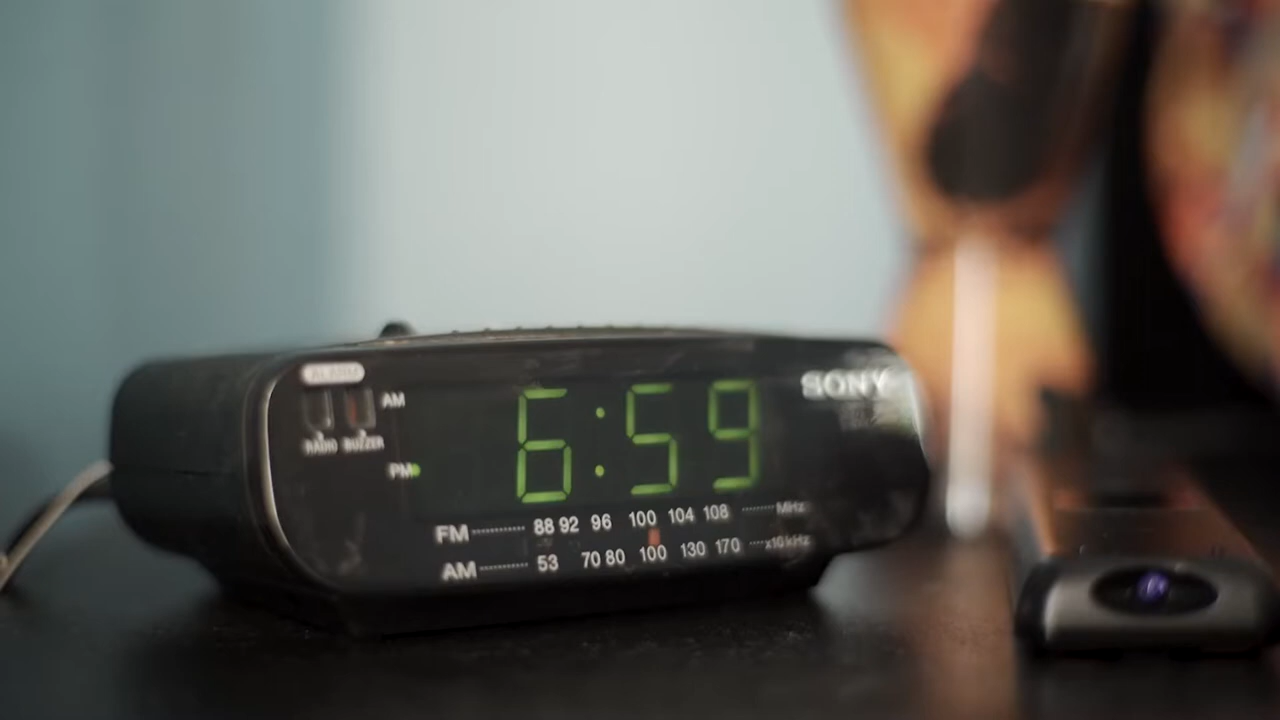 ALARM
SONY
AM
RADIO BUZZER
PM
6:59
FM 88 92 96 100 104 108 MHz
AM 53 70 80 100 130 170 x10kHz